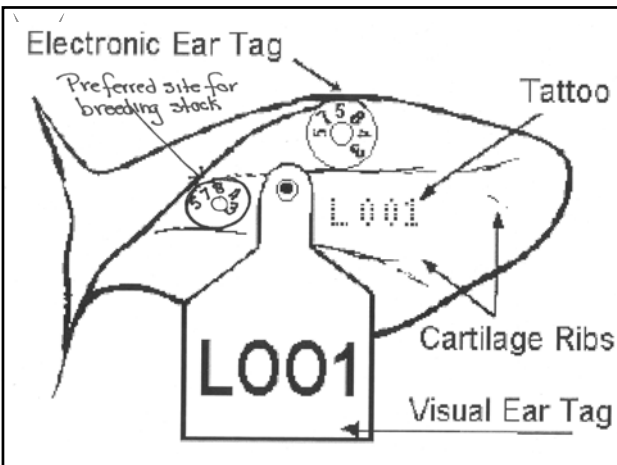 Electronic Ear Tag
Preferred site for
breeding stock
Tattoo
L001
Cartilage Ribs
L001
Visual Ear Tag